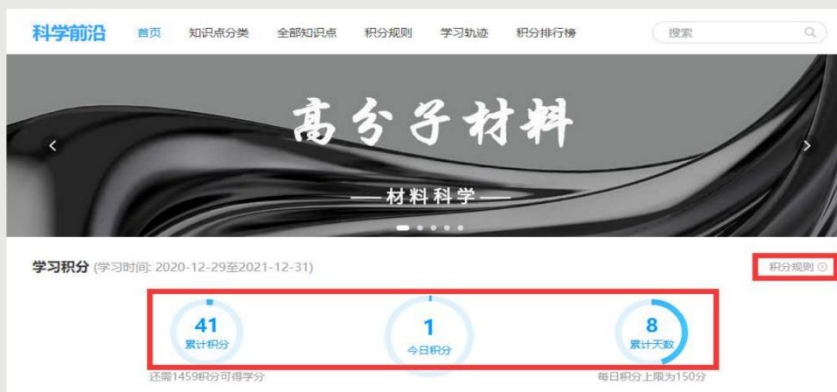 科学前沿 首页 知识点分类 全部知识点 积分规则 学习轨迹 积分排行榜 搜索
高分子材料
材料科学
学习积分 (学习时间: 2020-12-29至2021-12-31) 积分规则
41 1 8
累计积分 今日积分 累计天数
还需1459积分可得学分 每日积分上限为150分